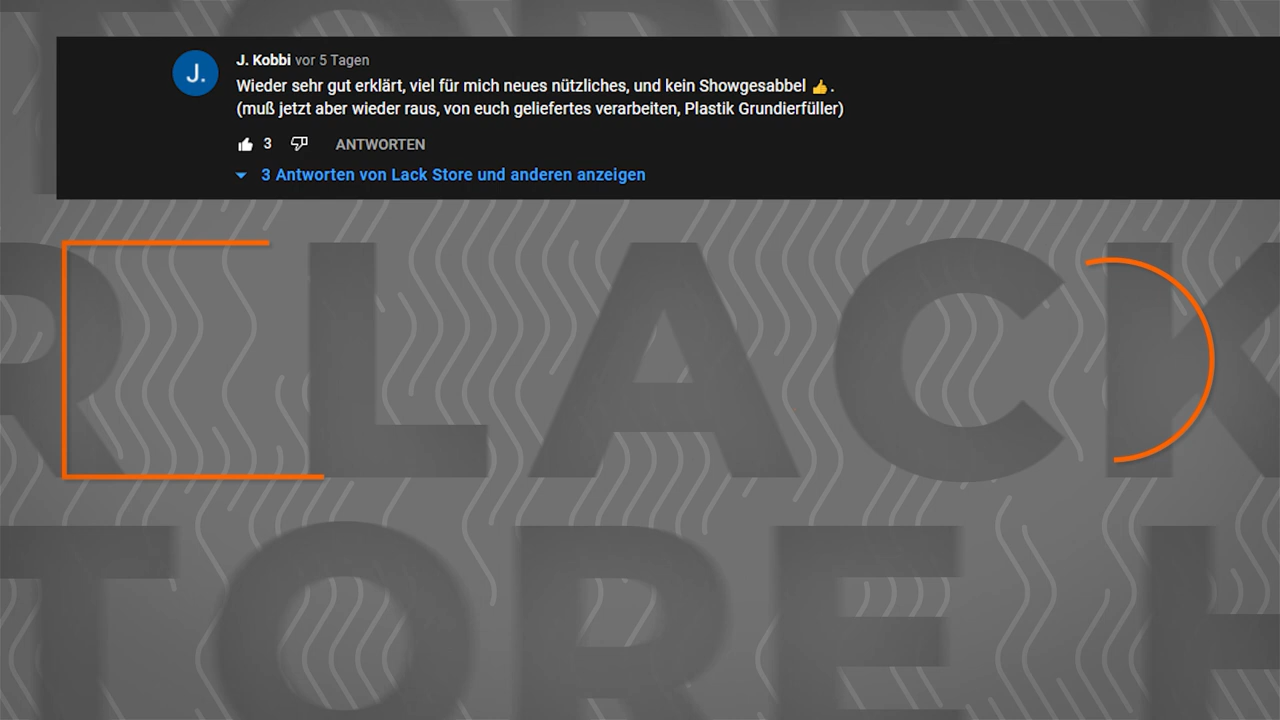 TORE H
J.
J. Kobbi vor 5 Tagen
Wieder sehr gut erklärt, viel für mich neues nützliches, und kein Showgesabbel 👍.
(muß jetzt aber wieder raus, von euch geliefertes verarbeiten, Plastik Grundierfüller)
3 ANTWORTEN
3 Antworten von Lack Store und anderen anzeigen
R LACK
TORE H